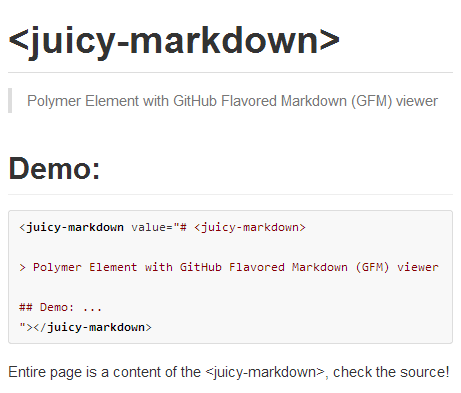 <juicy-markdown>
Polymer Element with GitHub Flavored Markdown (GFM) viewer
Demo:
<juicy-markdown value="# <juicy-markdown>
> Polymer Element with GitHub Flavored Markdown (GFM) viewer
## Demo: ...
"></juicy-markdown>
Entire page is a content of the <juicy-markdown>, check the source!